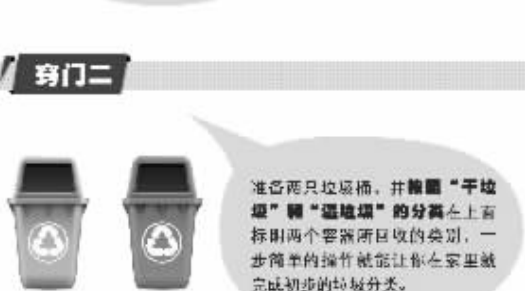 窍门二
准备两只垃圾桶，并按照“干垃
圾”和“湿垃圾”的分类在上面
标明两个容器所回收的类别，一
步简单的操作就能让你在家里就
完成初步的垃圾分类。